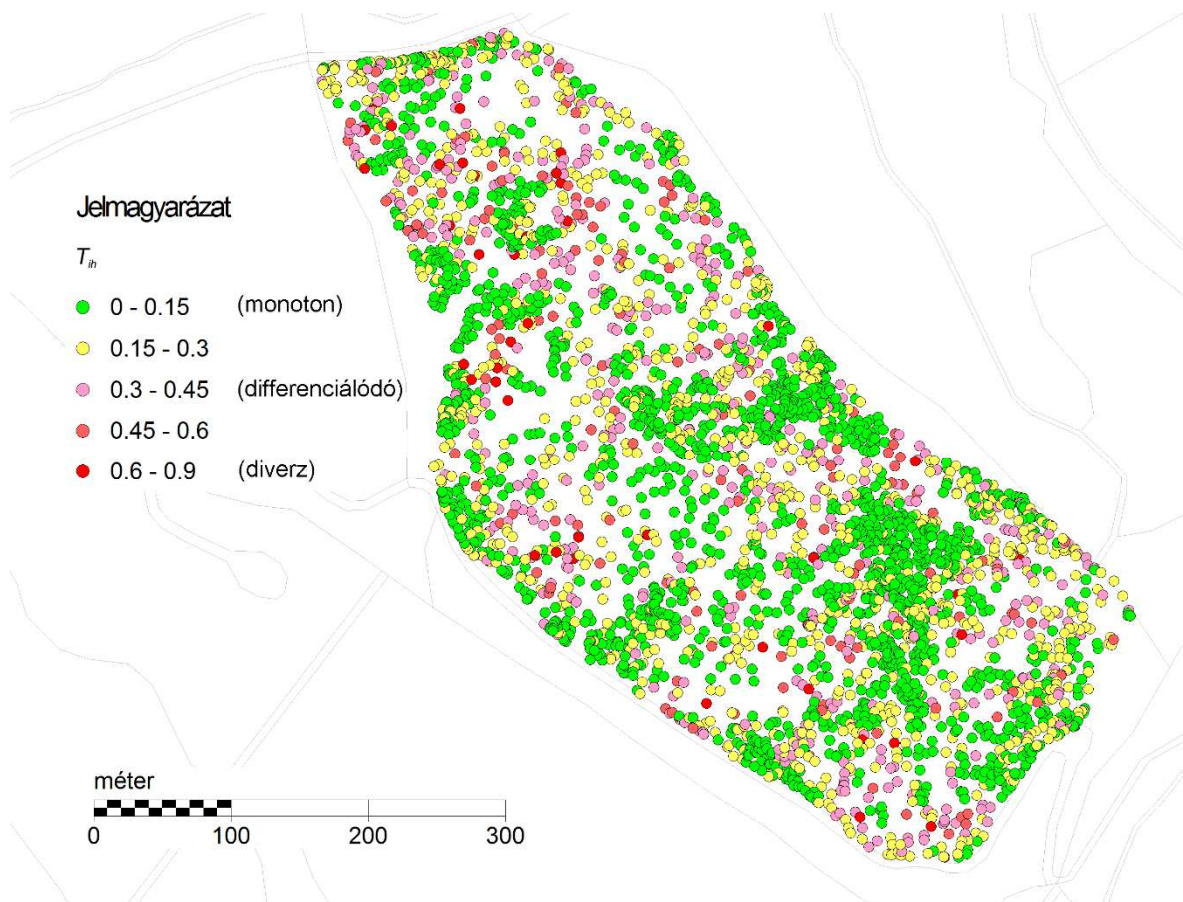 Jelmagyarázat
T_ih
0 - 0.15 (monoton)
0.15 - 0.3
0.3 - 0.45 (differenciálódó)
0.45 - 0.6
0.6 - 0.9 (diverz)
méter
0 100 200 300